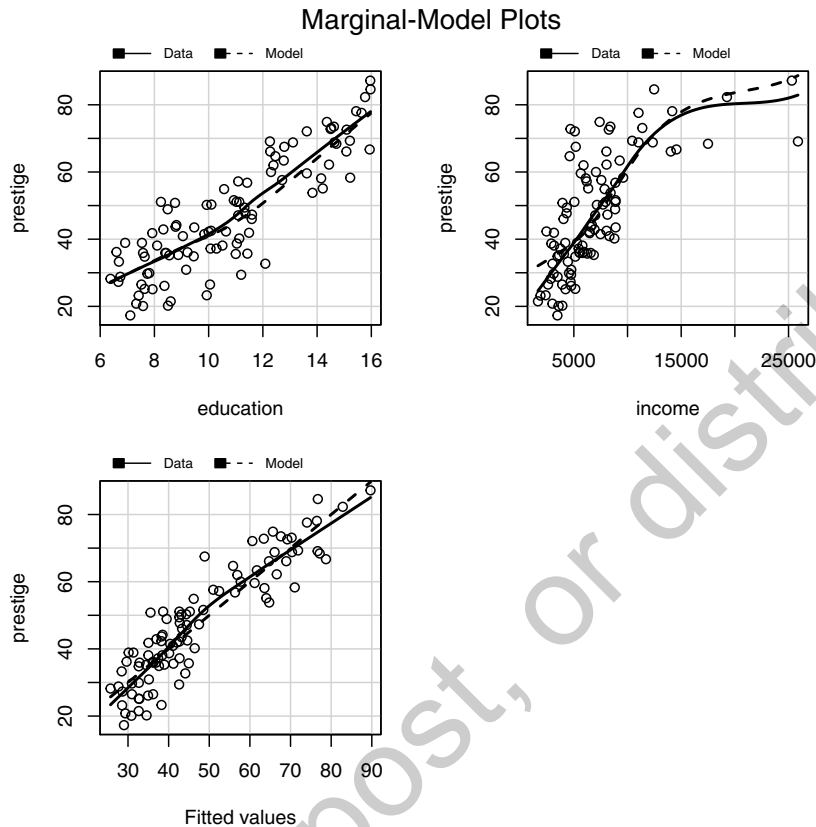 Marginal-Model Plots
Data Model
prestige
20 40 60 80
6 8 10 12 14 16
education
Data Model
prestige
20 40 60 80
5000 15000 25000
income
Data Model
prestige
20 40 60 80
30 40 50 60 70 80 90
Fitted values
post, or